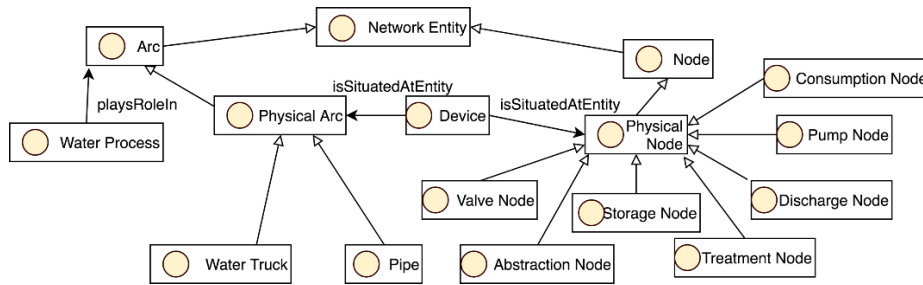 Network Entity
Arc
Node
Consumption Node
isSituatedAtEntity
playsRoleIn
isSituatedAtEntity
Physical Arc
Device
Physical
Node
Pump Node
Water Process
Valve Node
Storage Node
Discharge Node
Water Truck
Pipe
Abstraction Node
Treatment Node